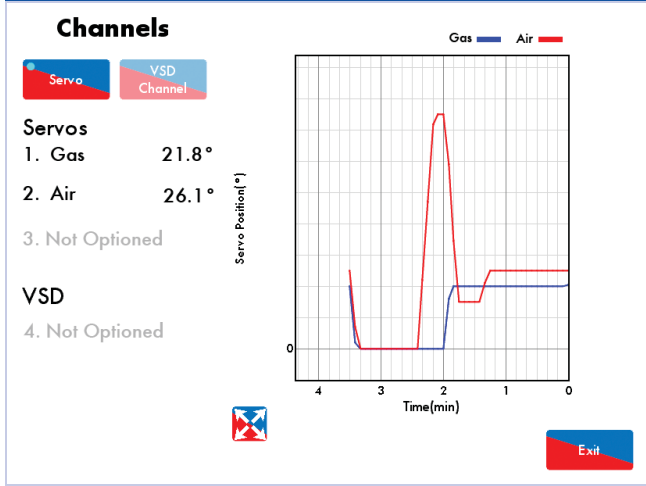 Channels
Gas Air
Servo
VSD
Channel
Servos
1. Gas 21.8°
2. Air 26.1°
3. Not Optioned
VSD
4. Not Optioned
Servo Position(°)
0
4 3 2 1 0
Time(min)
Exit